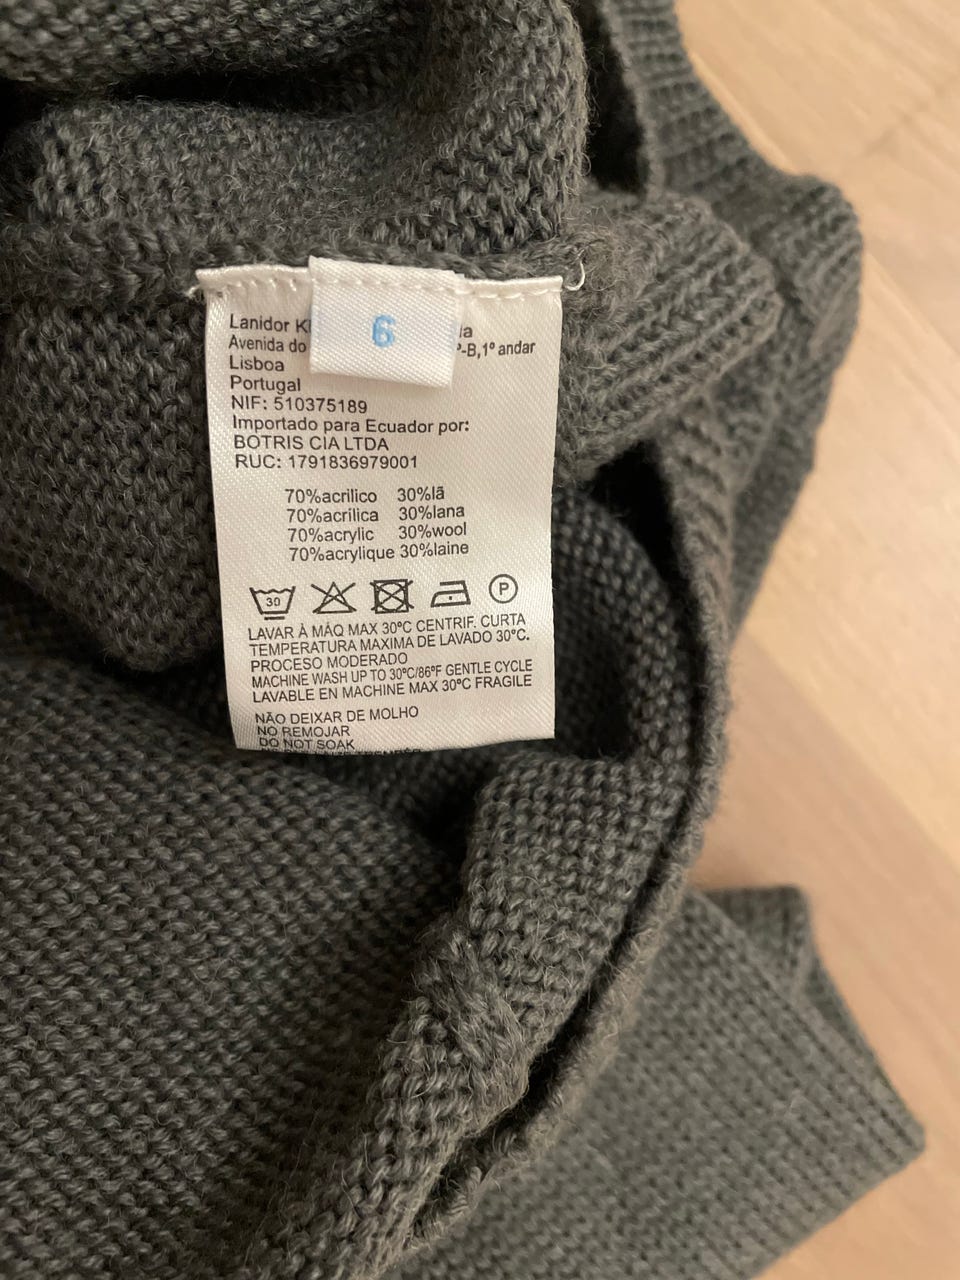 6
Lanidor
Avenida do º-B,1º andar
Lisboa
Portugal
NIF: 510375189
Importado para Ecuador por:
BOTRIS CIA LTDA
RUC: 1791836979001
70%acrílico 30%lã
70%acrílica 30%lana
70%acrylic 30%wool
70%acrylique 30%laine
30 P
LAVAR À MÁQ MAX 30ºC CENTRIF. CURTA
TEMPERATURA MAXIMA DE LAVADO 30ºC.
PROCESO MODERADO
MACHINE WASH UP TO 30ºC/86ºF GENTLE CYCLE
LAVABLE EN MACHINE MAX 30ºC FRAGILE
NÃO DEIXAR DE MOLHO
NO REMOJAR
DO NOT SOAK